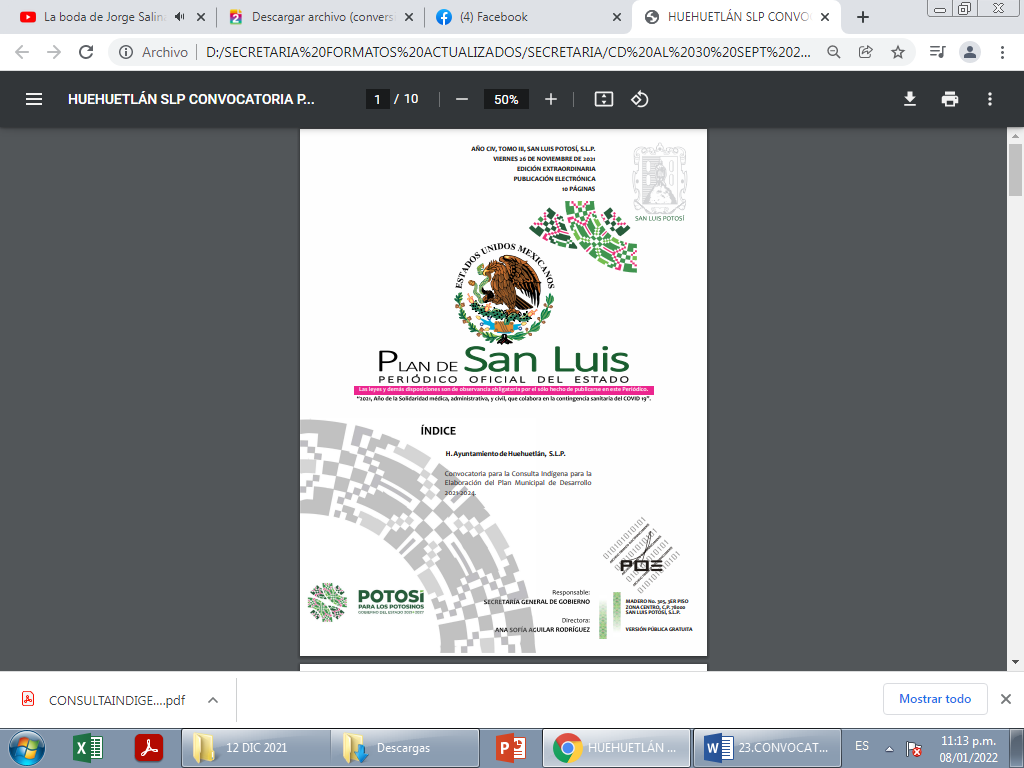 La boda de Jorge Salin
Descargar archivo (convers
(4) Facebook
HUEHUETLÁN SLP CONVO
Archivo
D:/SECRETARIA%20FORMATOS%20ACTUALIZADOS/SECRETARIA/CD%20AL%2030%20SEPT%202...
HUEHUETLÁN SLP CONVOCATORIA P...
1 / 10
50%
AÑO CIV, TOMO III, SAN LUIS POTOSÍ, S.L.P.
VIERNES 26 DE NOVIEMBRE DE 2021
EDICIÓN EXTRAORDINARIA
PUBLICACIÓN ELECTRÓNICA
10 PÁGINAS
SAN LUIS POTOSÍ
ESTADOS UNIDOS MEXICANOS
PLAN DE San Luis
PERIÓDICO OFICIAL DEL ESTADO
Las leyes y demás disposiciones son de observancia obligatoria por el sólo hecho de publicarse en este Periódico.
"2021, Año de la Solidaridad médica, administrativa, y civil, que colabora en la contingencia sanitaria del COVID 19".
ÍNDICE
H. Ayuntamiento de Huehuetlán, S.L.P.
Convocatoria para la Consulta Indígena para la
Elaboración del Plan Municipal de Desarrollo
2021-2024.
POE
POTOSÍ
PARA LOS POTOSINOS
GOBIERNO DEL ESTADO 2021-2027
Responsable:
SECRETARÍA GENERAL DE GOBIERNO
Directora:
ANA SOFÍA AGUILAR RODRÍGUEZ
MADERO No. 305, 3ER PISO
ZONA CENTRO, C.P. 78000
SAN LUIS POTOSÍ, S.L.P.
VERSIÓN PÚBLICA GRATUITA
CONSULTAINDIGE....pdf
Mostrar todo
12 DIC 2021
Descargas
HUEHUETLÁN ...
23.CONVOCAT...
ES
11:13 p.m.
08/01/2022